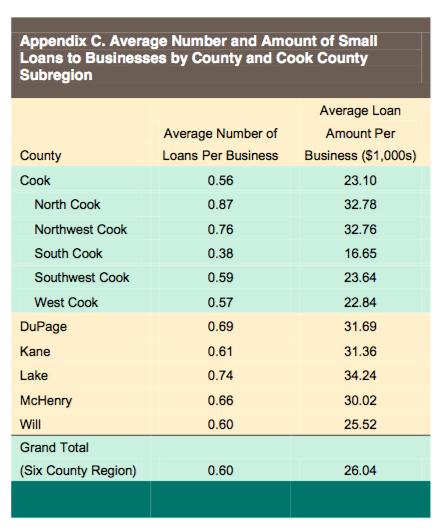 Appendix C. Average Number and Amount of Small
Loans to Businesses by County and Cook County
Subregion
Average Loan
Average Number of Amount Per
County Loans Per Business Business ($1,000s)
Cook 0.56 23.10
North Cook 0.87 32.78
Northwest Cook 0.76 32.76
South Cook 0.38 16.65
Southwest Cook 0.59 23.64
West Cook 0.57 22.84
DuPage 0.69 31.69
Kane 0.61 31.36
Lake 0.74 34.24
McHenry 0.66 30.02
Will 0.60 25.52
Grand Total
(Six County Region) 0.60 26.04